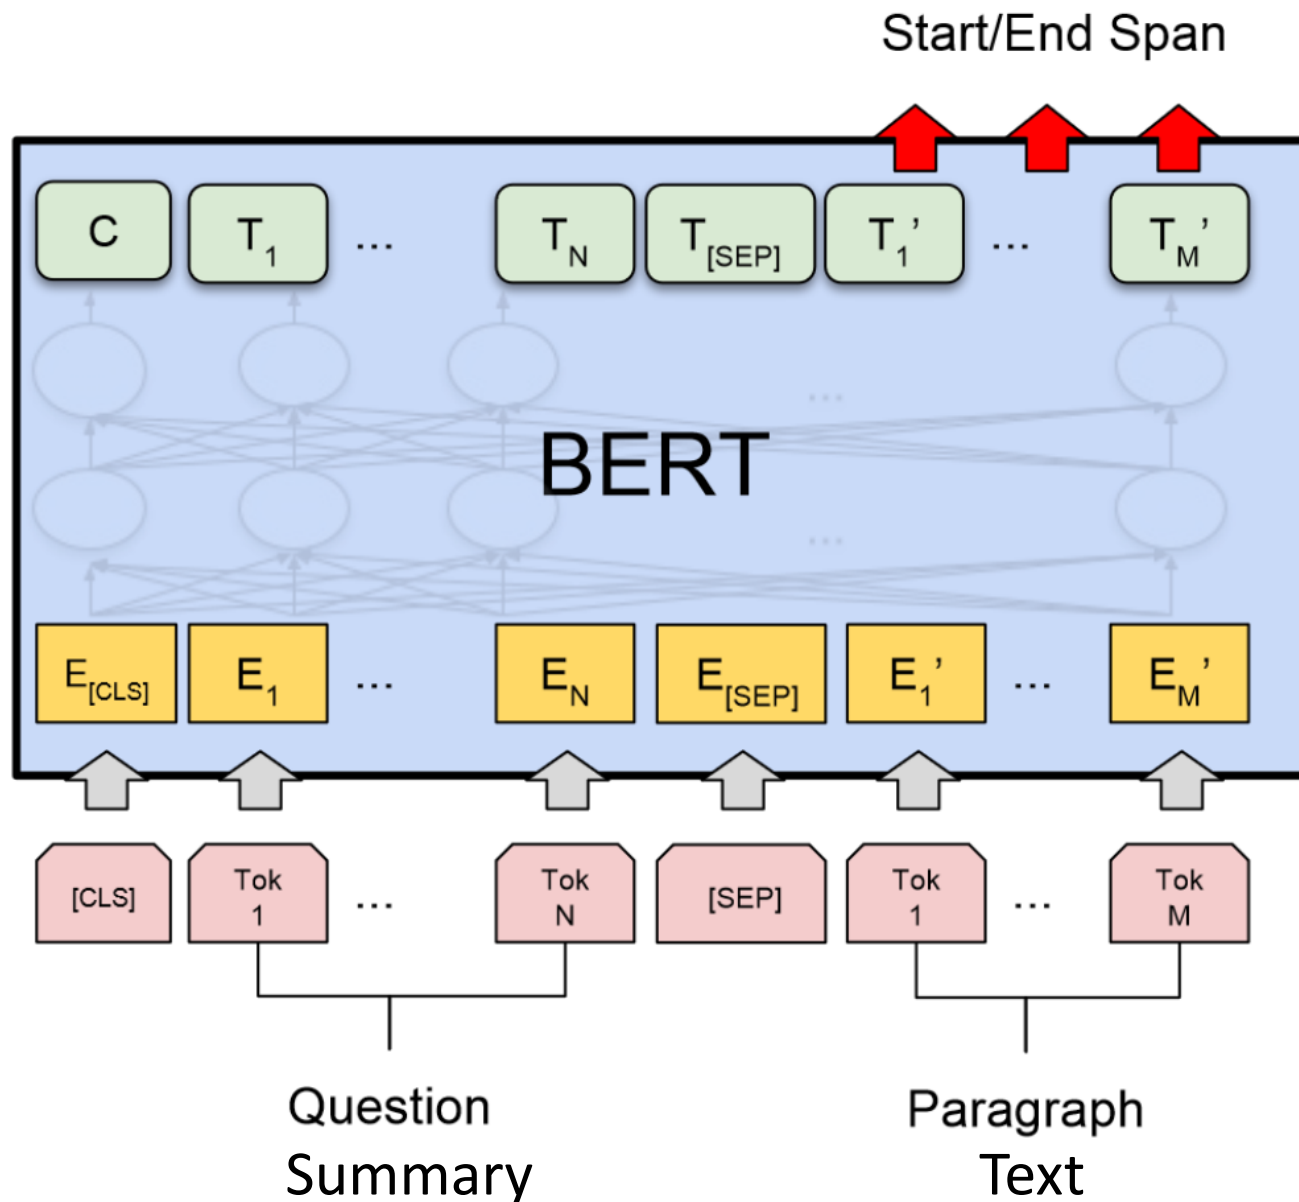 Start/End Span
C T1 ... TN T[SEP] T1’ ... TM’
...
BERT
...
E[CLS] E1 ... EN E[SEP] E1’ ... EM’
[CLS] Tok 1 ... Tok N [SEP] Tok 1 ... Tok M
Question Paragraph
Summary Text